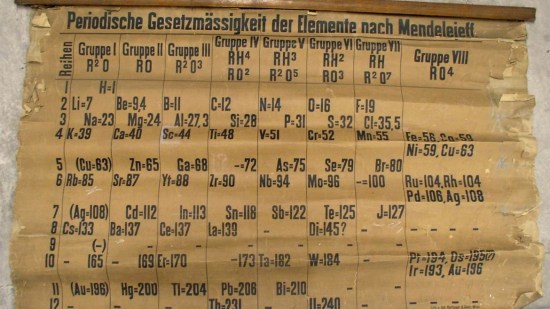 Periodische Gesetzmässigkeit der Elemente nach Mendelejeff
Reihen Gruppe I Gruppe II Gruppe III Gruppe IV Gruppe V Gruppe VI Gruppe VII Gruppe VIII
RH⁴ RH³ RH² RH
R²O RO R²O³ RO² R²O⁵ RO³ R²O⁷ RO⁴
1 H=1
2 Li=7 Be=9,4 B=11 C=12 N=14 O=16 F=19
3 Na=23 Mg=24 Al=27,3 Si=28 P=31 S=32 Cl=35,5
4 K=39 Ca=40 Sc=44 Ti=48 V=51 Cr=52 Mn=55 Fe=56, Co=59
Ni=59, Cu=63
5 (Cu=63) Zn=65 Ga=68 -=72 As=75 Se=79 Br=80
6 Rb=85 Sr=87 Yt=88 Zr=90 Nb=94 Mo=96 -=100 Ru=104, Rh=104
Pd=106, Ag=108
7 (Ag=108) Cd=112 In=113 Sn=118 Sb=122 Te=125 J=127
8 Cs=133 Ba=137 Ce=137 La=139 - Di=145? - -
9 (-) - - - - - - -
10 - 165 - 169 Er=170 -173 Ta=182 W=184 - Pt=194, Os=195(?)
Ir=193, Au=196
11 (Au=196) Hg=200 Tl=204 Pb=206 Bi=210 - -
12 - - - Th=231 - U=240 - -